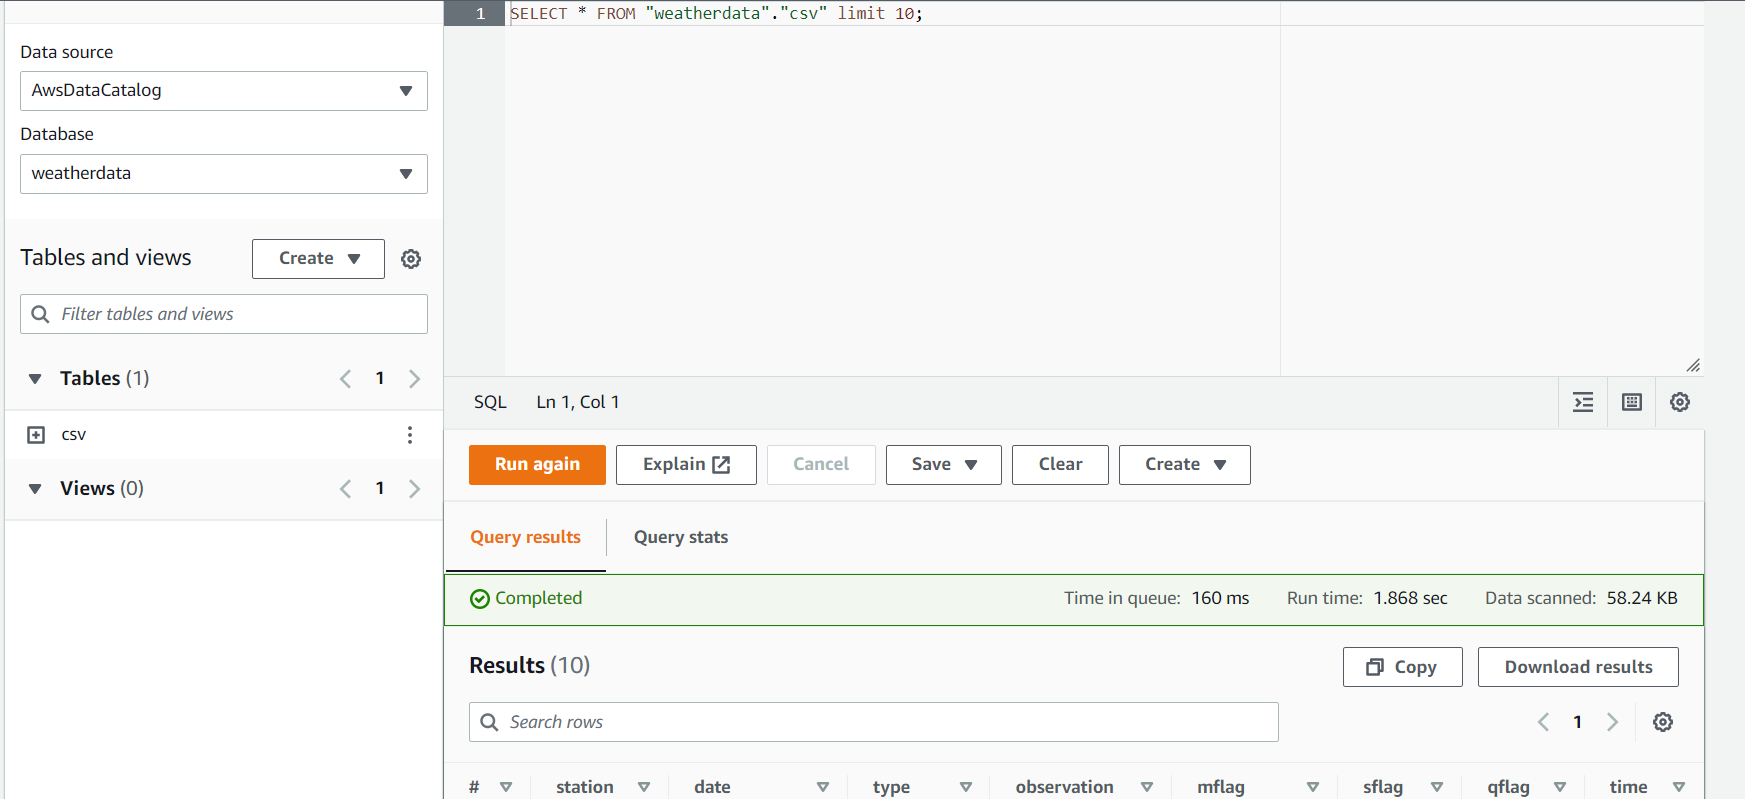 1 SELECT * FROM "weatherdata"."csv" limit 10;
Data source
AwsDataCatalog
Database
weatherdata
Tables and views
Create
Filter tables and views
Tables (1)
1
csv
Views (0)
1
SQL Ln 1, Col 1
Run again
Explain
Cancel
Save
Clear
Create
Query results
Query stats
Completed
Time in queue: 160 ms
Run time: 1.868 sec
Data scanned: 58.24 KB
Results (10)
Copy
Download results
Search rows
1
# station date type observation mflag sflag qflag time